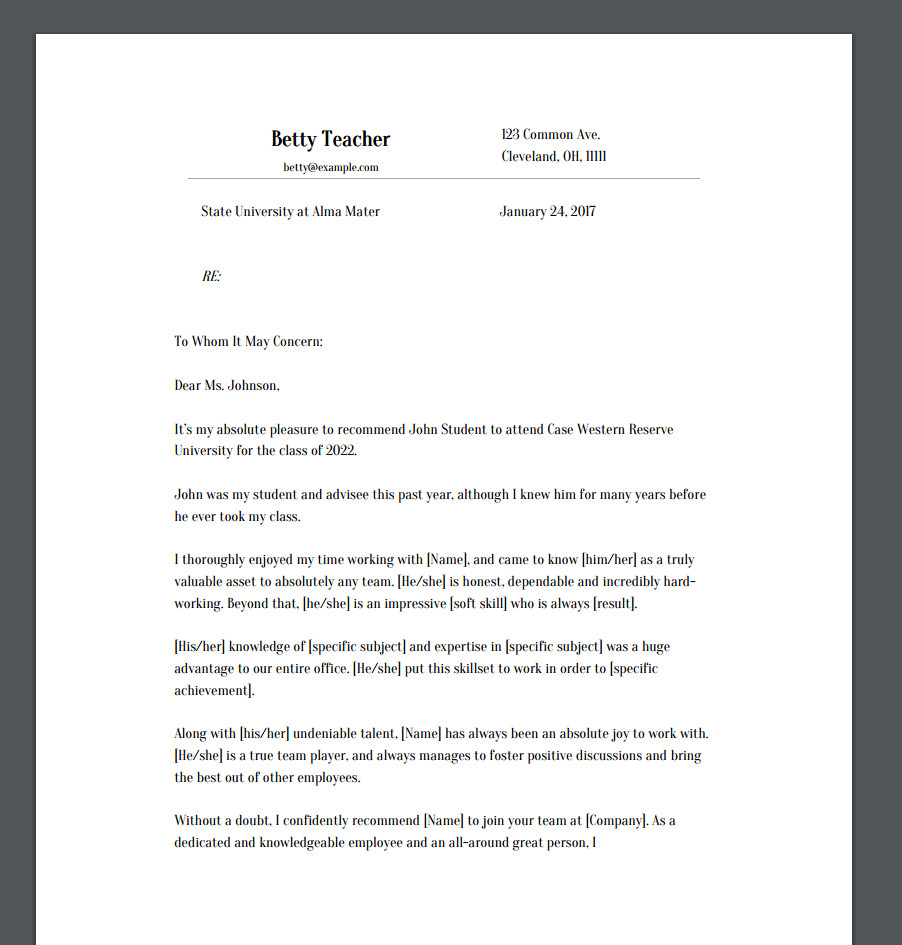 Betty Teacher
betty@example.com
123 Common Ave.
Cleveland, OH, 11111
State University at Alma Mater
January 24, 2017
RE:
To Whom It May Concern:
Dear Ms. Johnson,
It's my absolute pleasure to recommend John Student to attend Case Western Reserve
University for the class of 2022.
John was my student and advisee this past year, although I knew him for many years before
he ever took my class.
I thoroughly enjoyed my time working with [Name], and came to know [him/her] as a truly
valuable asset to absolutely any team. [He/she] is honest, dependable and incredibly hard-
working. Beyond that, [he/she] is an impressive [soft skill] who is always [result].
[His/her] knowledge of [specific subject] and expertise in [specific subject] was a huge
advantage to our entire office. [He/she] put this skillset to work in order to [specific
achievement].
Along with [his/her] undeniable talent, [Name] has always been an absolute joy to work with.
[He/she] is a true team player, and always manages to foster positive discussions and bring
the best out of other employees.
Without a doubt, I confidently recommend [Name] to join your team at [Company]. As a
dedicated and knowledgeable employee and an all-around great person, I